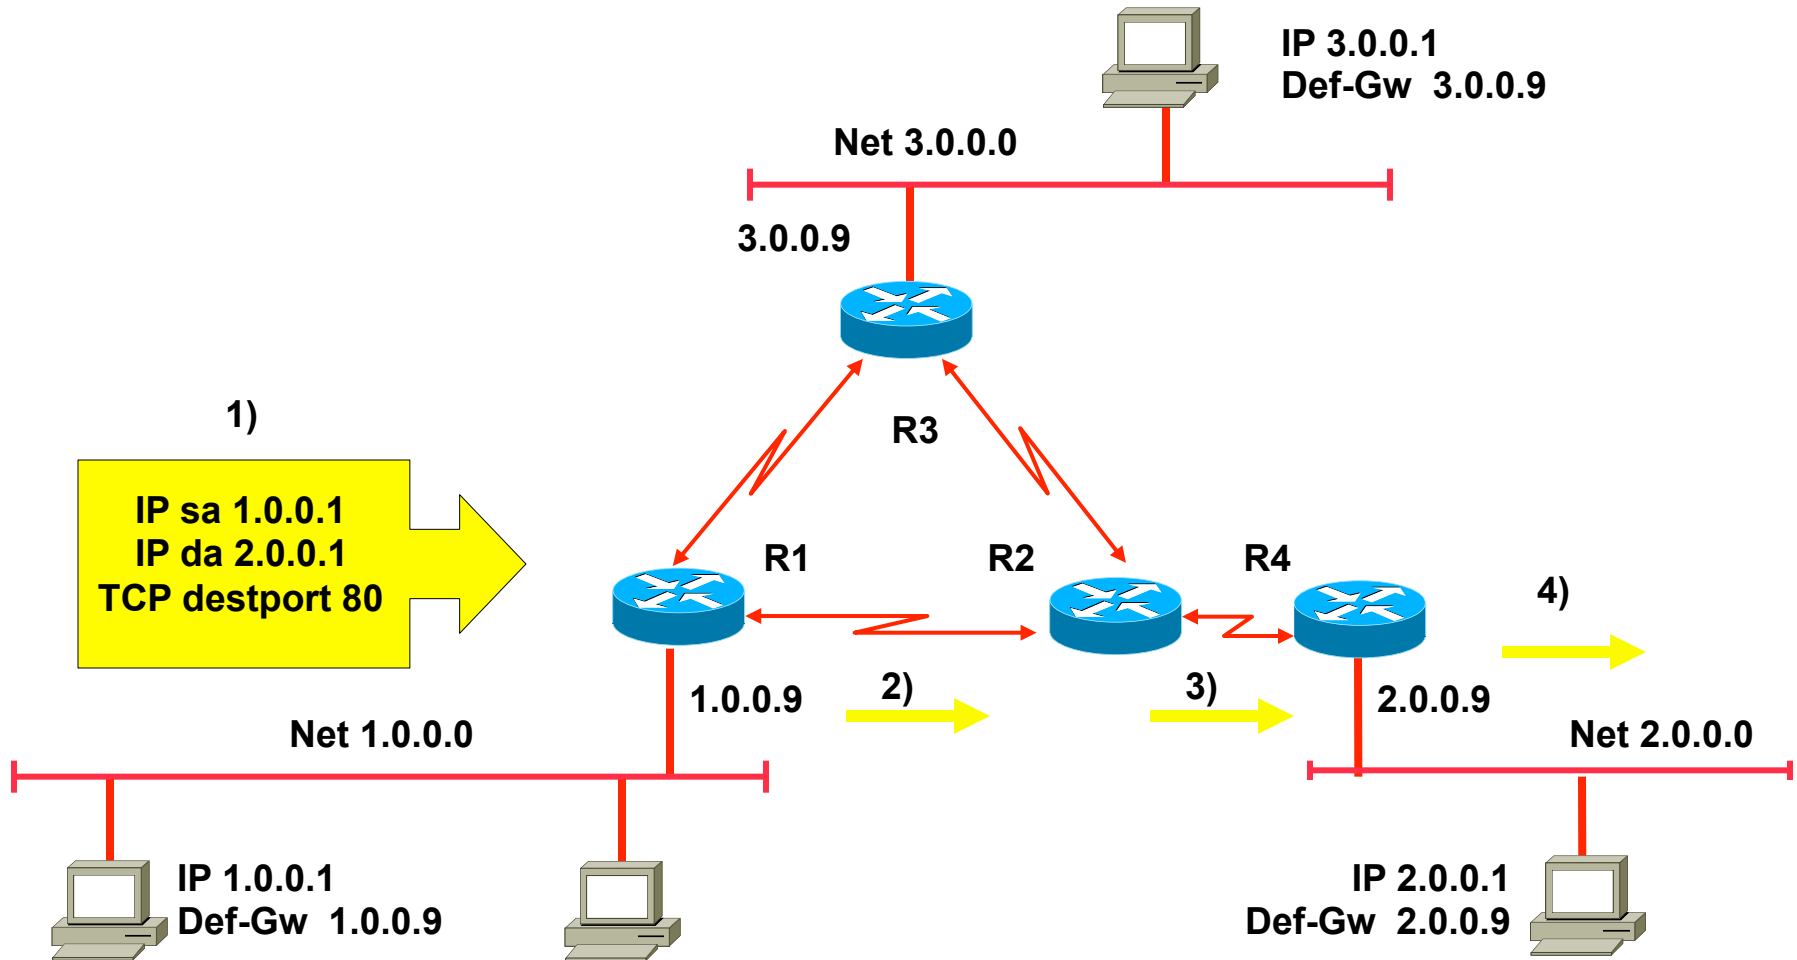 IP 3.0.0.1
Def-Gw 3.0.0.9
Net 3.0.0.0
3.0.0.9
1)
R3
IP sa 1.0.0.1
IP da 2.0.0.1
TCP destport 80
R1
R2
R4
4)
1.0.0.9
2)
3)
2.0.0.9
Net 1.0.0.0
Net 2.0.0.0
IP 1.0.0.1
Def-Gw 1.0.0.9
IP 2.0.0.1
Def-Gw 2.0.0.9